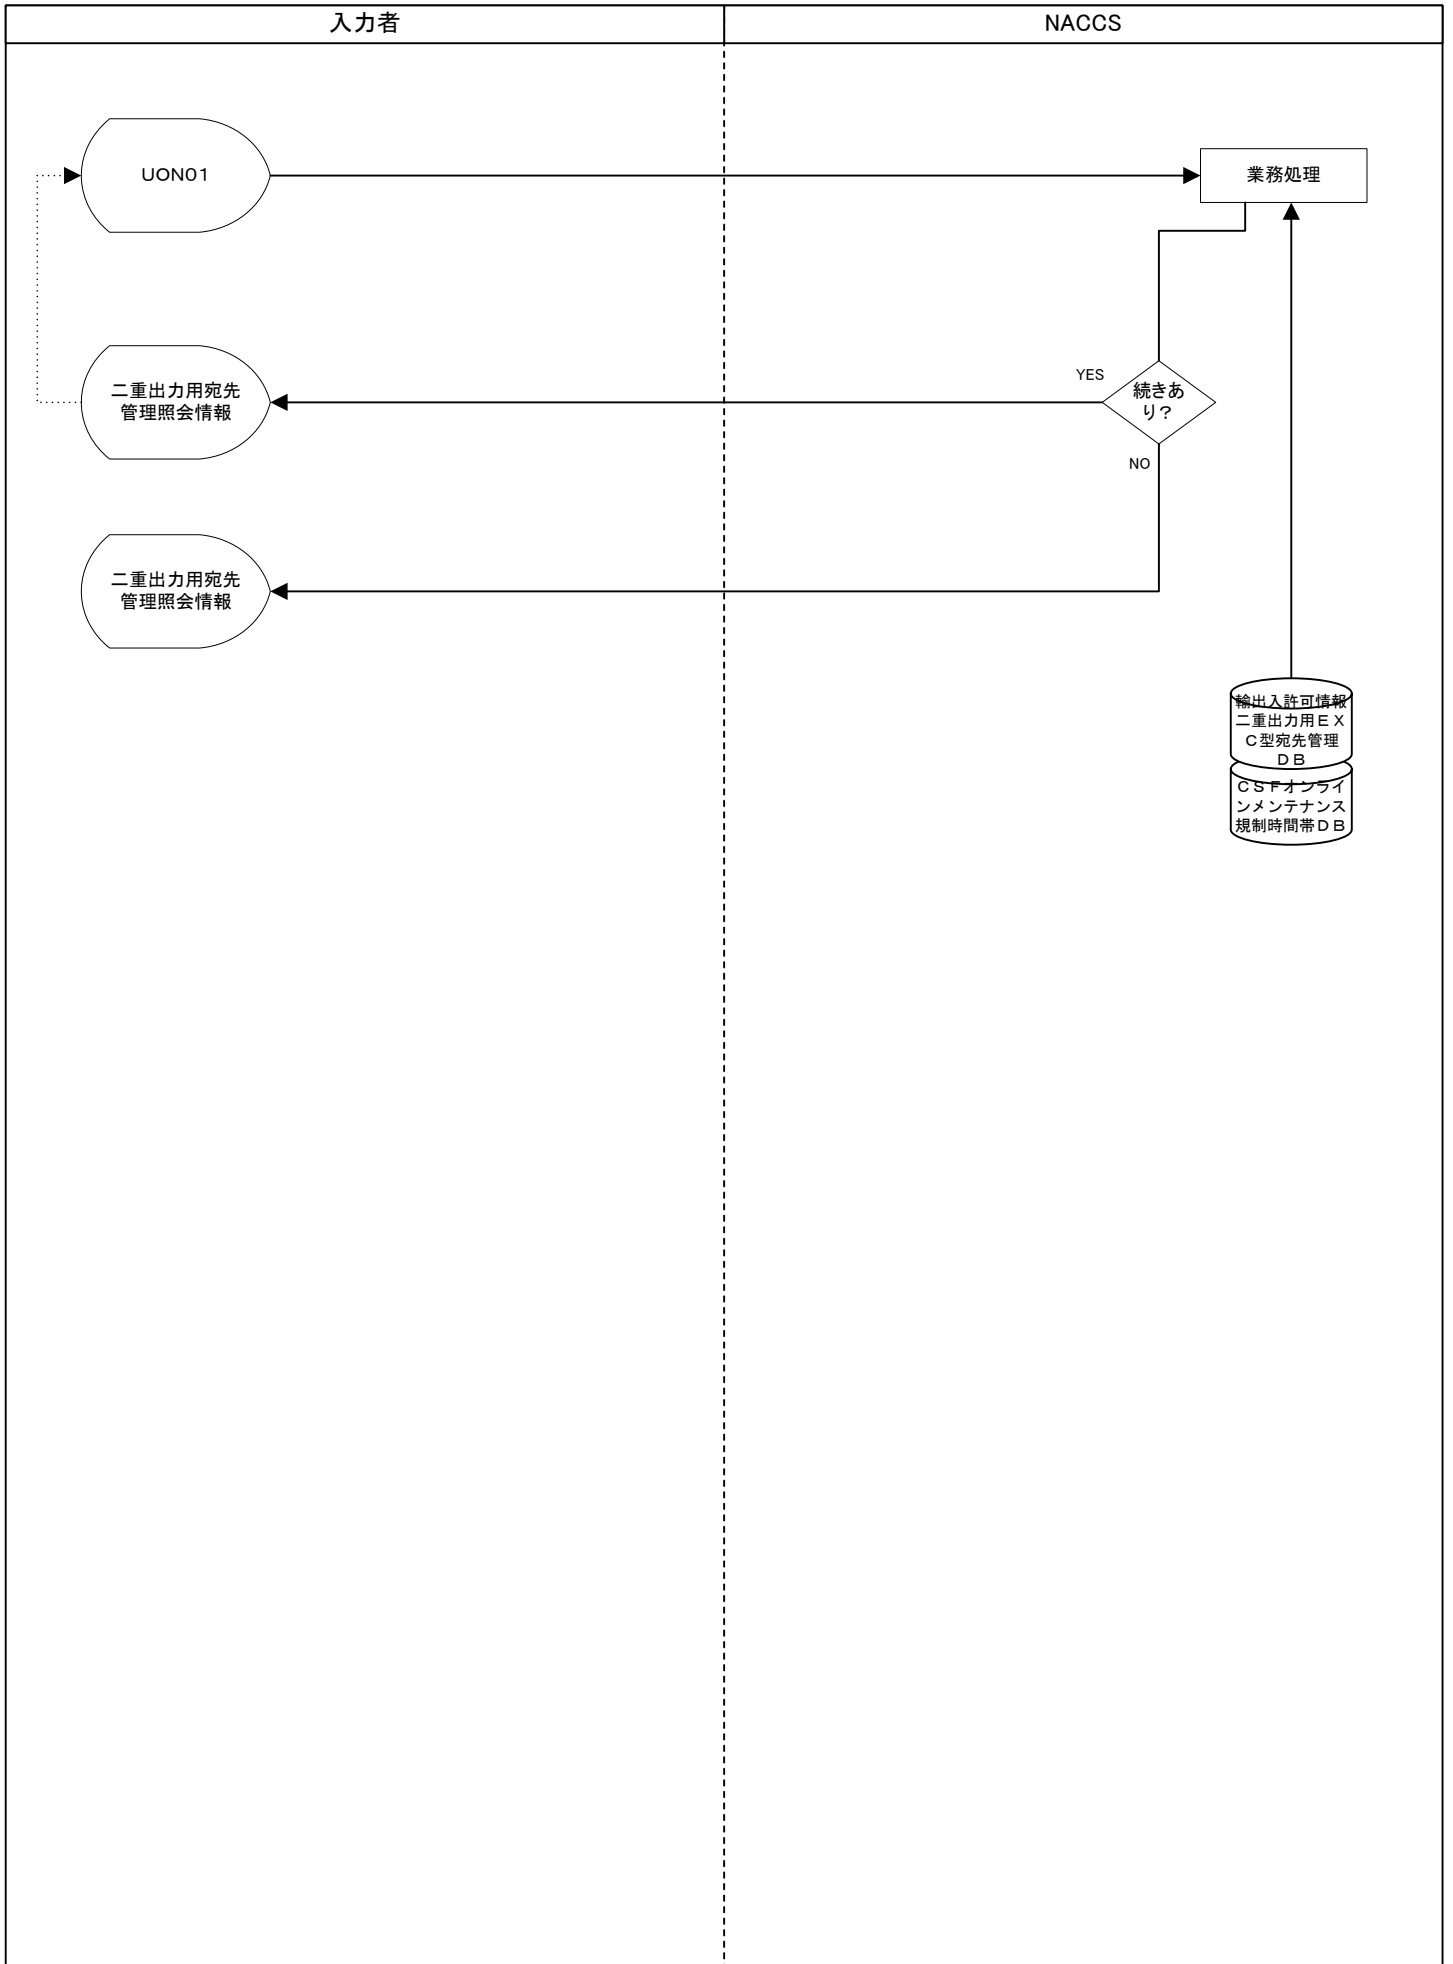 入力者
NACCS
UON01
業務処理
二重出力用宛先
管理照会情報
YES
続きあ
り？
NO
二重出力用宛先
管理照会情報
輸出入許可情報
二重出力用ＥＸ
Ｃ型宛先管理
ＤＢ
ＣＳＦオンライ
ンメンテナンス
規制時間帯ＤＢ